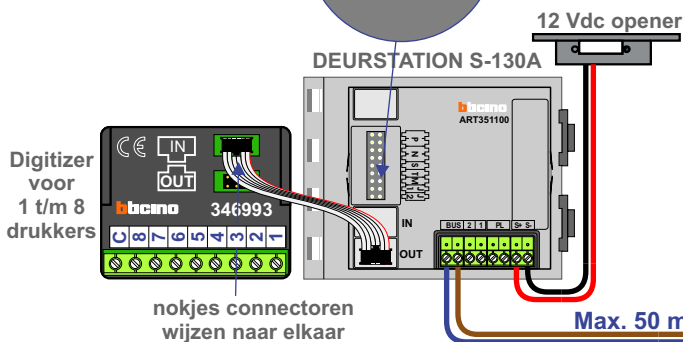 12 Vdc opener
DEURSTATION S-130A
bticino
ART351100
P N S T M J1 J2
IN
OUT
BUS 2 1 PL S+ S-
Digitizer
voor
1 t/m 8
drukkers
CE IN
OUT
bticino 346993
C 8 7 6 5 4 3 2 1
nokjes connectoren
wijzen naar elkaar
Max. 50 m